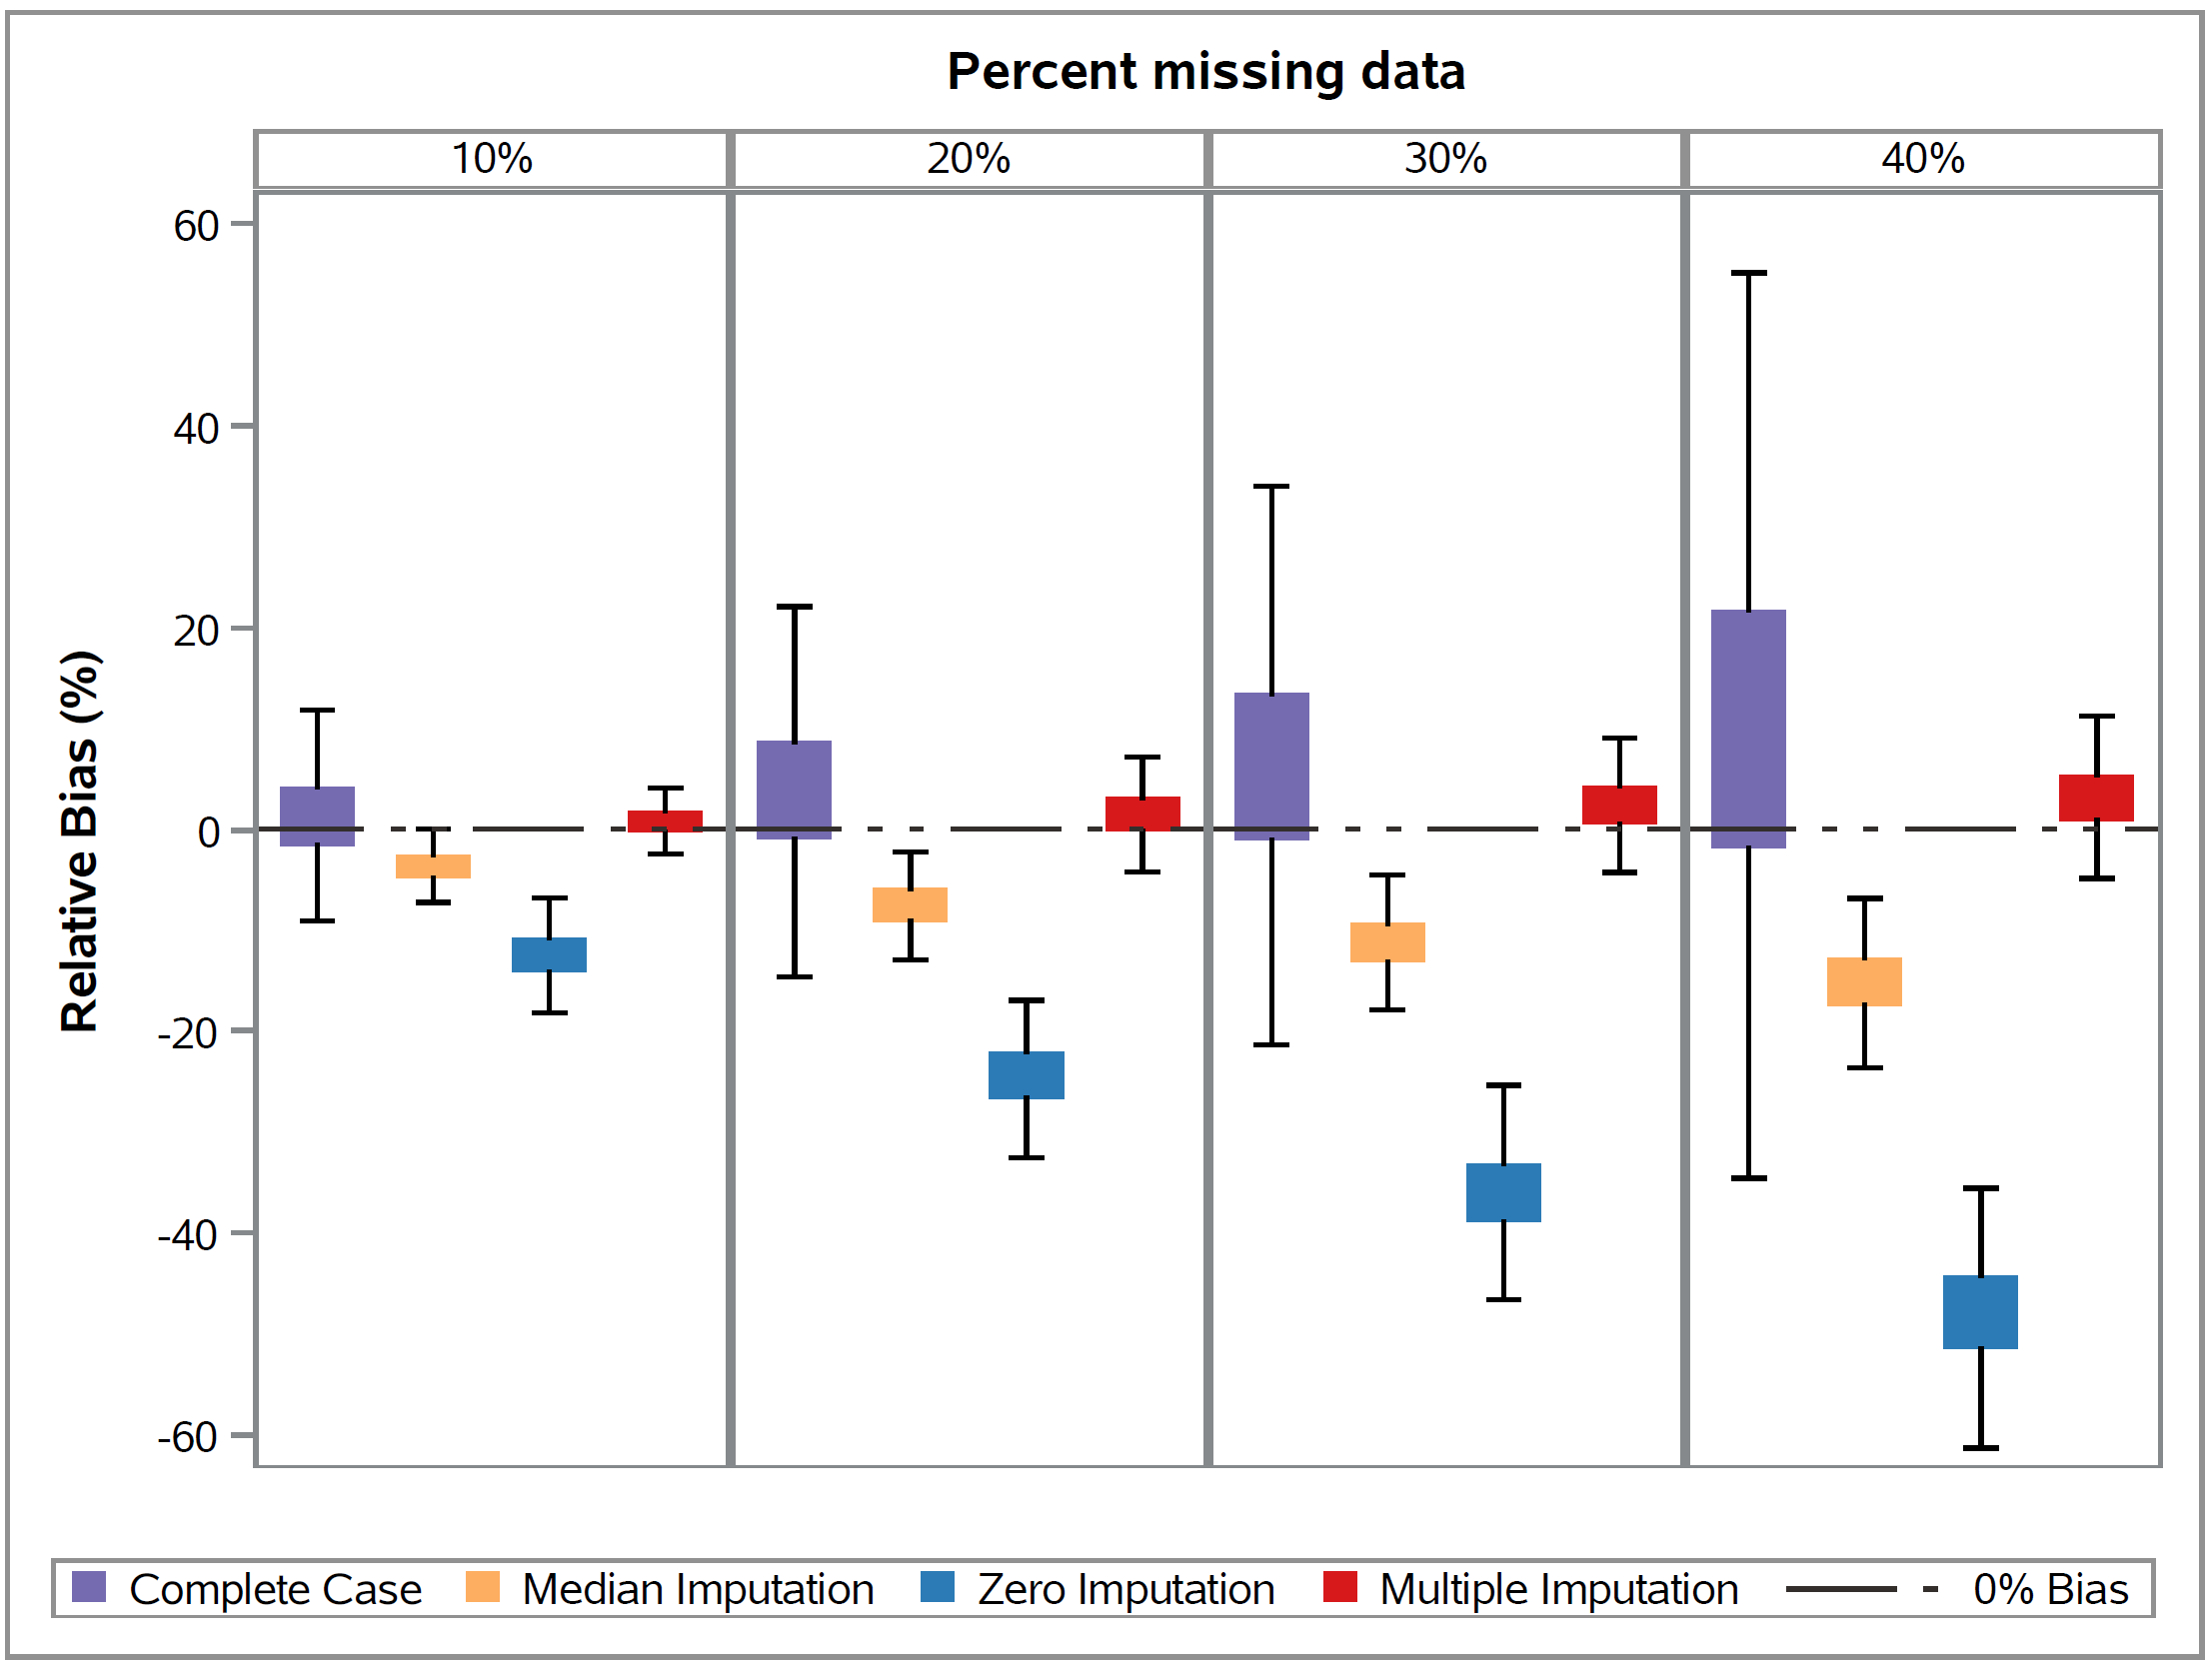 Percent missing data
10% 20% 30% 40%
60
40
20
0
-20
-40
-60
Relative Bias (%)
Complete Case Median Imputation Zero Imputation Multiple Imputation 0% Bias